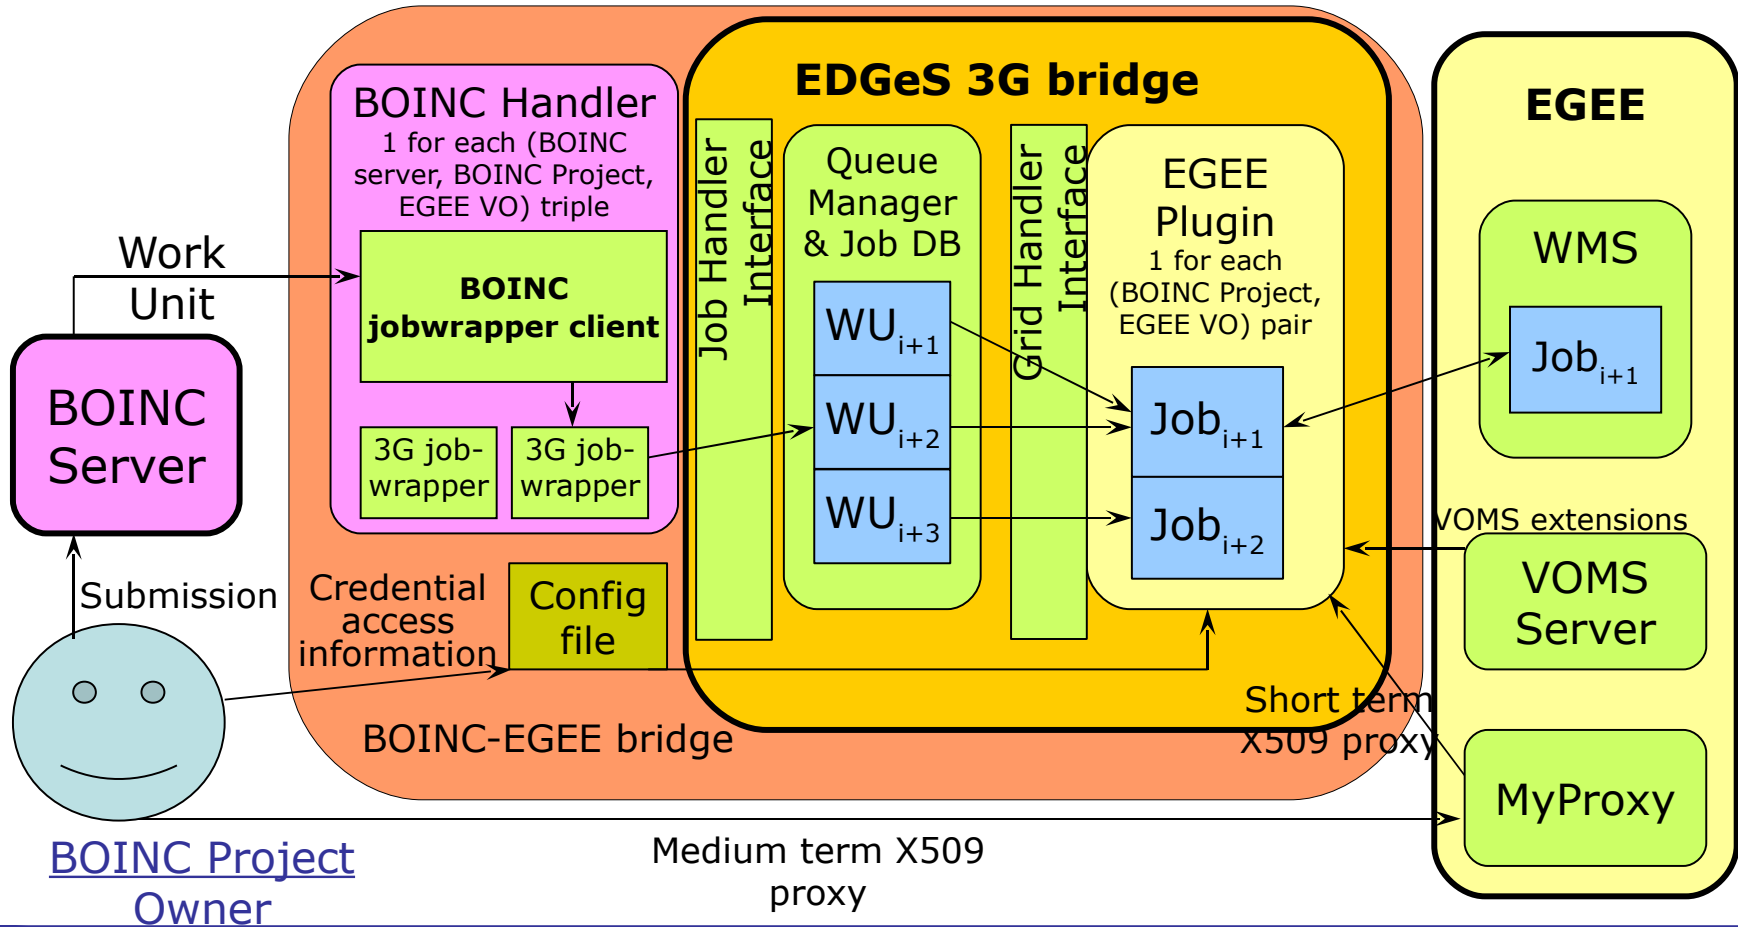 EDGeS 3G bridge
EGEE
BOINC Handler
1 for each (BOINC
server, BOINC Project,
EGEE VO) triple
BOINC
jobwrapper client
3G job-
wrapper
3G job-
wrapper
Job Handler
Interface
Queue
Manager
& Job DB
WUi+1
WUi+2
WUi+3
Grid Handler
Interface
EGEE
Plugin
1 for each
(BOINC Project,
EGEE VO) pair
Jobi+1
Jobi+2
WMS
Jobi+1
Work
Unit
BOINC
Server
Submission
Credential
access
information
Config
file
VOMS extensions
VOMS
Server
Short term
X509 proxy
MyProxy
BOINC-EGEE bridge
Medium term X509
proxy
BOINC Project
Owner